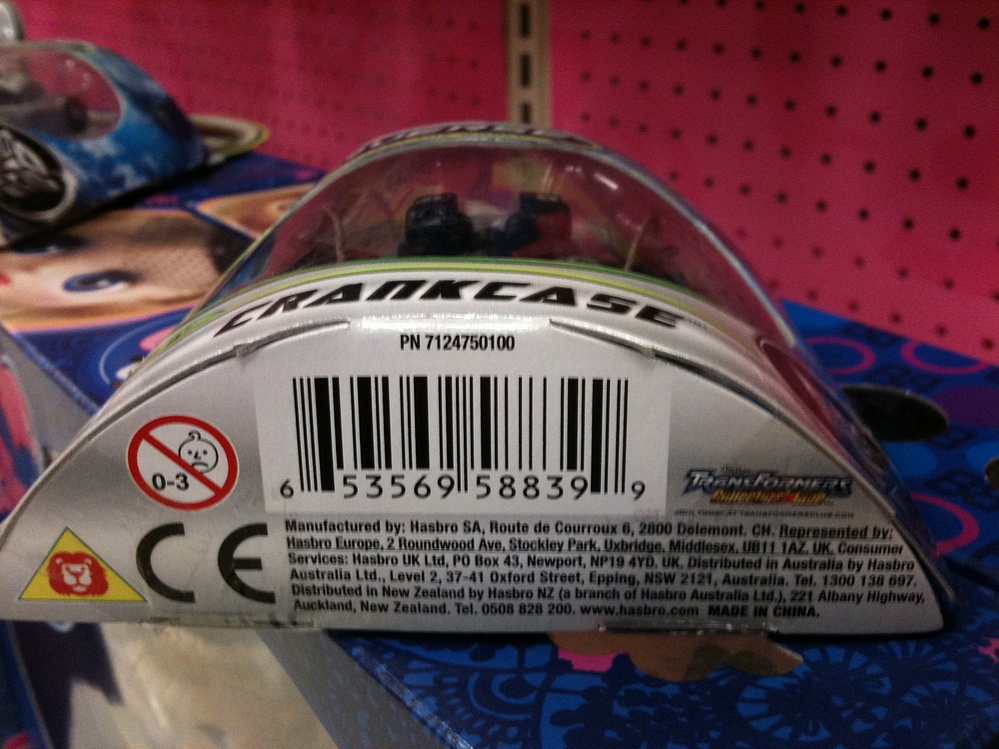 CRANKCASE
PN 7124750100
6 53569 58839 9
0-3
TRANSFORMERS
CE
Manufactured by: Hasbro SA, Route de Courroux 6, 2800 Delemont. CH. Represented by:
Hasbro Europe, 2 Roundwood Ave, Stockley Park, Uxbridge, Middlesex, UB11 1AZ. UK. Consumer
Services: Hasbro UK Ltd, PO Box 43, Newport, NP19 4YD. UK. Distributed in Australia by Hasbro
Australia Ltd., Level 2, 37-41 Oxford Street, Epping, NSW 2121, Australia. Tel. 1300 138 697.
Distributed in New Zealand by Hasbro NZ (a branch of Hasbro Australia Ltd.), 221 Albany Highway,
Auckland, New Zealand. Tel. 0508 828 200. www.hasbro.com MADE IN CHINA.